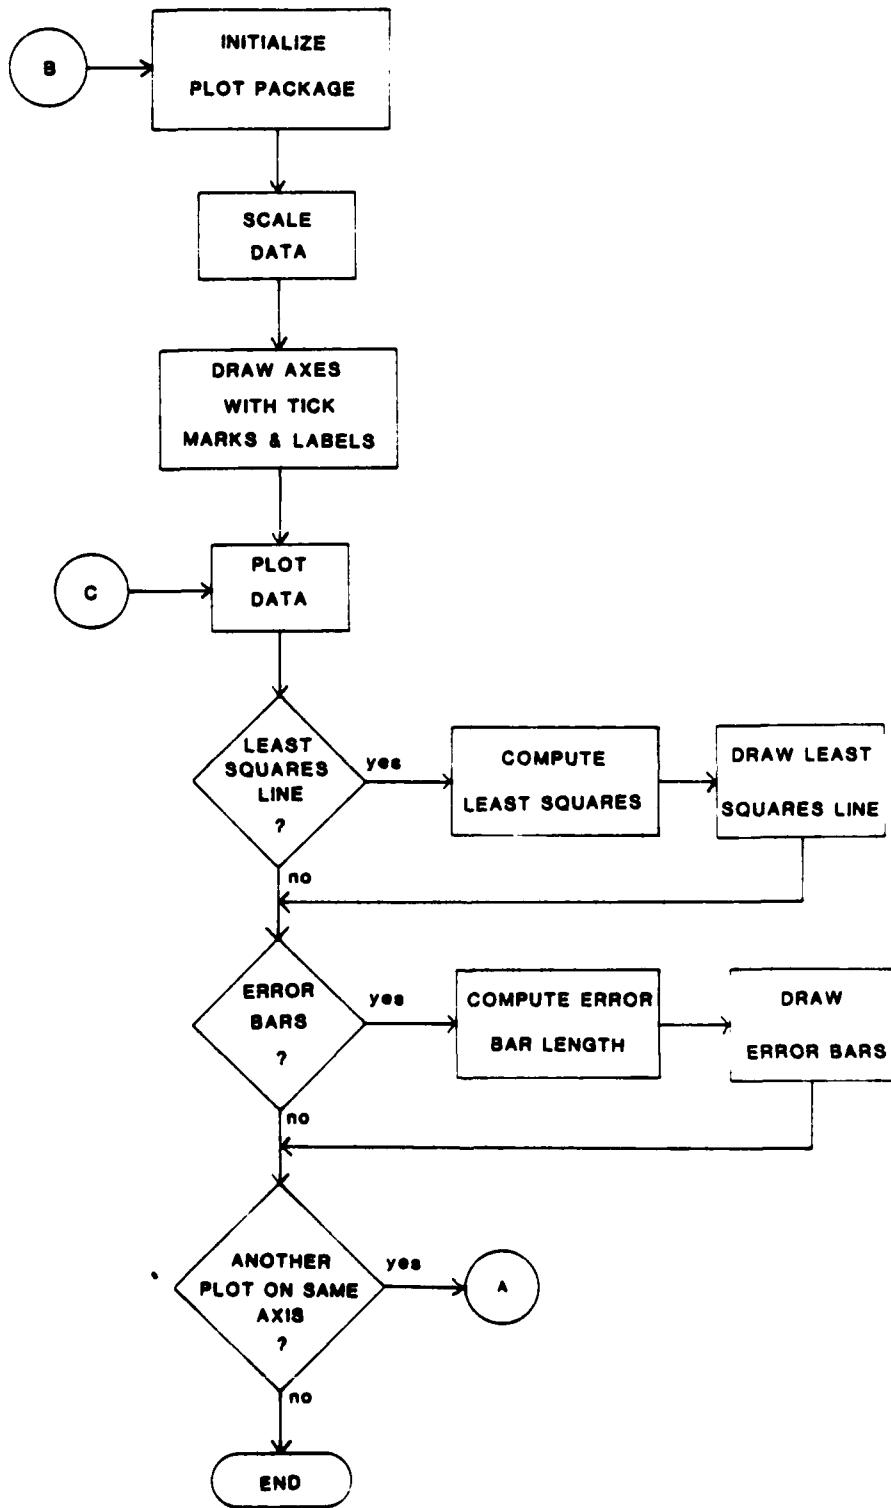 B
INITIALIZE
PLOT PACKAGE
SCALE
DATA
DRAW AXES
WITH TICK
MARKS & LABELS
C
PLOT
DATA
LEAST
SQUARES
LINE
?
yes
COMPUTE
LEAST SQUARES
DRAW LEAST
SQUARES LINE
no
ERROR
BARS
?
yes
COMPUTE ERROR
BAR LENGTH
DRAW
ERROR BARS
no
ANOTHER
PLOT ON SAME
AXIS
?
yes
A
no
END